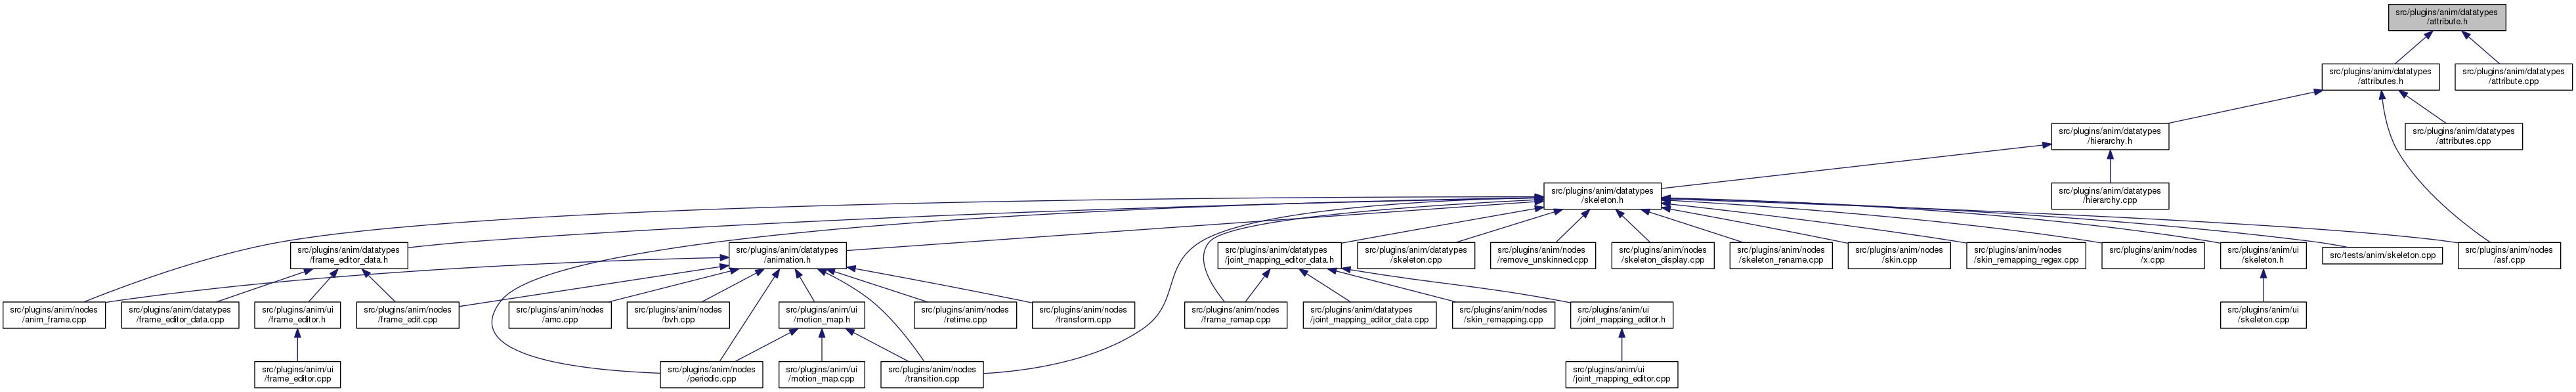 src/plugins/anim/datatypes
/attribute.h
src/plugins/anim/datatypes
/attributes.h
src/plugins/anim/datatypes
/attribute.cpp
src/plugins/anim/datatypes
/hierarchy.h
src/plugins/anim/datatypes
/attributes.cpp
src/plugins/anim/datatypes
/skeleton.h
src/plugins/anim/datatypes
/hierarchy.cpp
src/plugins/anim/datatypes
/frame_editor_data.h
src/plugins/anim/datatypes
/animation.h
src/plugins/anim/datatypes
/joint_mapping_editor_data.h
src/plugins/anim/datatypes
/skeleton.cpp
src/plugins/anim/nodes
/remove_unskinned.cpp
src/plugins/anim/nodes
/skeleton_display.cpp
src/plugins/anim/nodes
/skeleton_rename.cpp
src/plugins/anim/nodes
/skin.cpp
src/plugins/anim/nodes
/skin_remapping_regex.cpp
src/plugins/anim/nodes
/x.cpp
src/plugins/anim/ui
/skeleton.h
src/tests/anim/skeleton.cpp
src/plugins/anim/nodes
/asf.cpp
src/plugins/anim/nodes
/anim_frame.cpp
src/plugins/anim/datatypes
/frame_editor_data.cpp
src/plugins/anim/ui
/frame_editor.h
src/plugins/anim/nodes
/frame_edit.cpp
src/plugins/anim/nodes
/amc.cpp
src/plugins/anim/nodes
/bvh.cpp
src/plugins/anim/ui
/motion_map.h
src/plugins/anim/nodes
/retime.cpp
src/plugins/anim/nodes
/transform.cpp
src/plugins/anim/nodes
/frame_remap.cpp
src/plugins/anim/datatypes
/joint_mapping_editor_data.cpp
src/plugins/anim/nodes
/skin_remapping.cpp
src/plugins/anim/ui
/joint_mapping_editor.h
src/plugins/anim/ui
/skeleton.cpp
src/plugins/anim/ui
/frame_editor.cpp
src/plugins/anim/nodes
/periodic.cpp
src/plugins/anim/ui
/motion_map.cpp
src/plugins/anim/nodes
/transition.cpp
src/plugins/anim/ui
/joint_mapping_editor.cpp